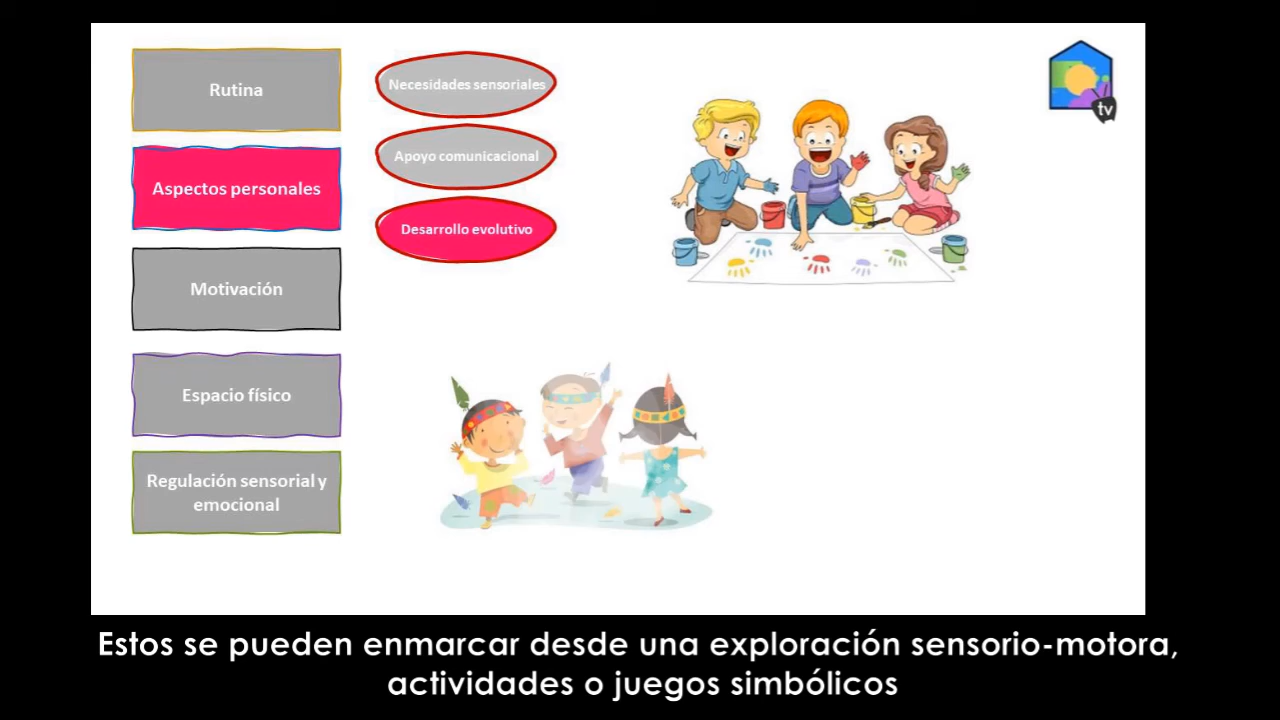 Rutina
Aspectos personales
Motivación
Espacio físico
Regulación sensorial y
emocional
Necesidades sensoriales
Apoyo comunicacional
Desarrollo evolutivo
tv
Estos se pueden enmarcar desde una exploración sensorio-motora,
actividades o juegos simbólicos